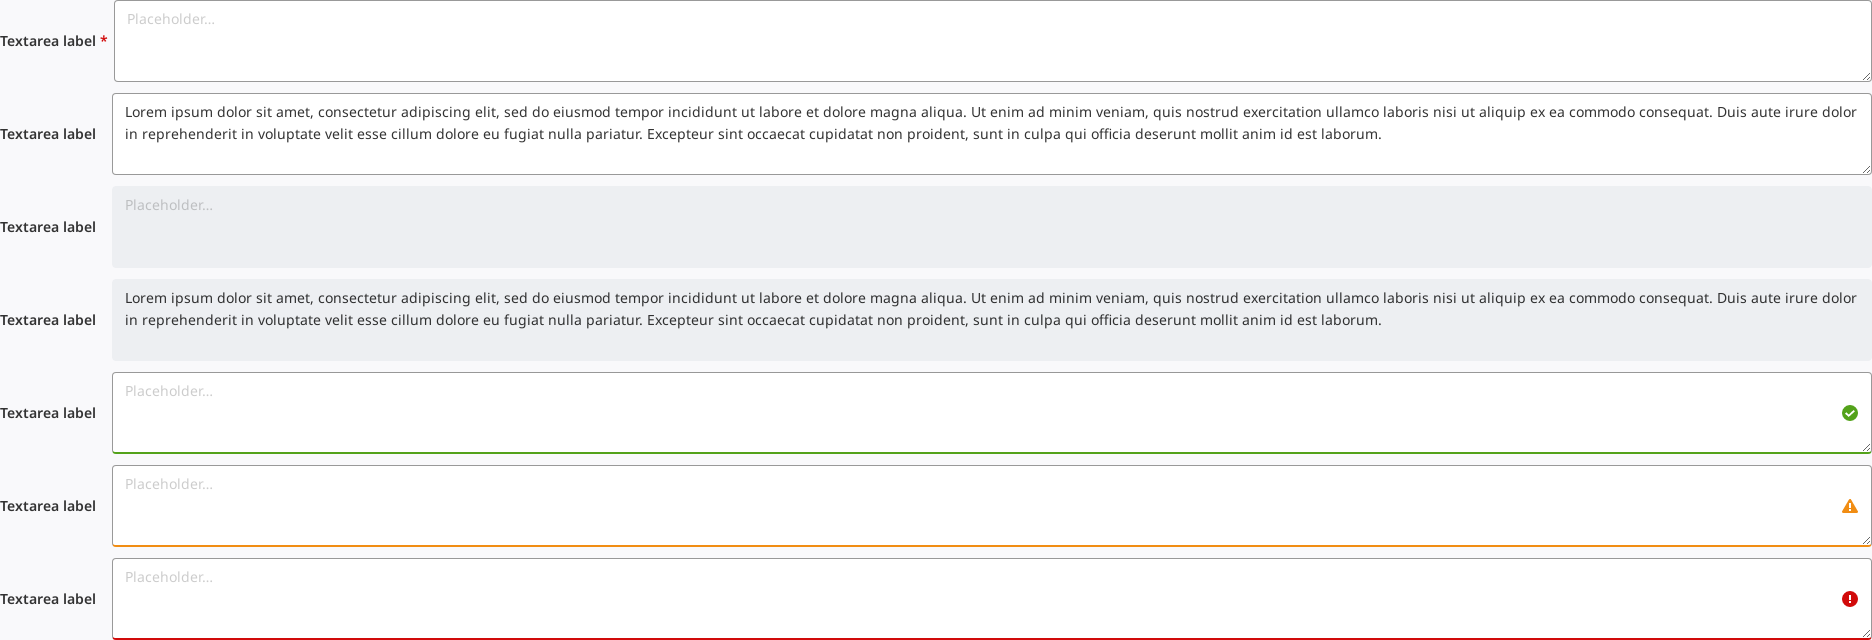 Placeholder...
Textarea label *
Lorem ipsum dolor sit amet, consectetur adipiscing elit, sed do eiusmod tempor incididunt ut labore et dolore magna aliqua. Ut enim ad minim veniam, quis nostrud exercitation ullamco laboris nisi ut aliquip ex ea commodo consequat. Duis aute irure dolor
Textarea label
in reprehenderit in voluptate velit esse cillum dolore eu fugiat nulla pariatur. Excepteur sint occaecat cupidatat non proident, sunt in culpa qui officia deserunt mollit anim id est laborum.
Placeholder...
Textarea label
Lorem ipsum dolor sit amet, consectetur adipiscing elit, sed do eiusmod tempor incididunt ut labore et dolore magna aliqua. Ut enim ad minim veniam, quis nostrud exercitation ullamco laboris nisi ut aliquip ex ea commodo consequat. Duis aute irure dolor
Textarea label
in reprehenderit in voluptate velit esse cillum dolore eu fugiat nulla pariatur. Excepteur sint occaecat cupidatat non proident, sunt in culpa qui officia deserunt mollit anim id est laborum.
Placeholder...
Textarea label
Placeholder...
Textarea label
Placeholder...
Textarea label